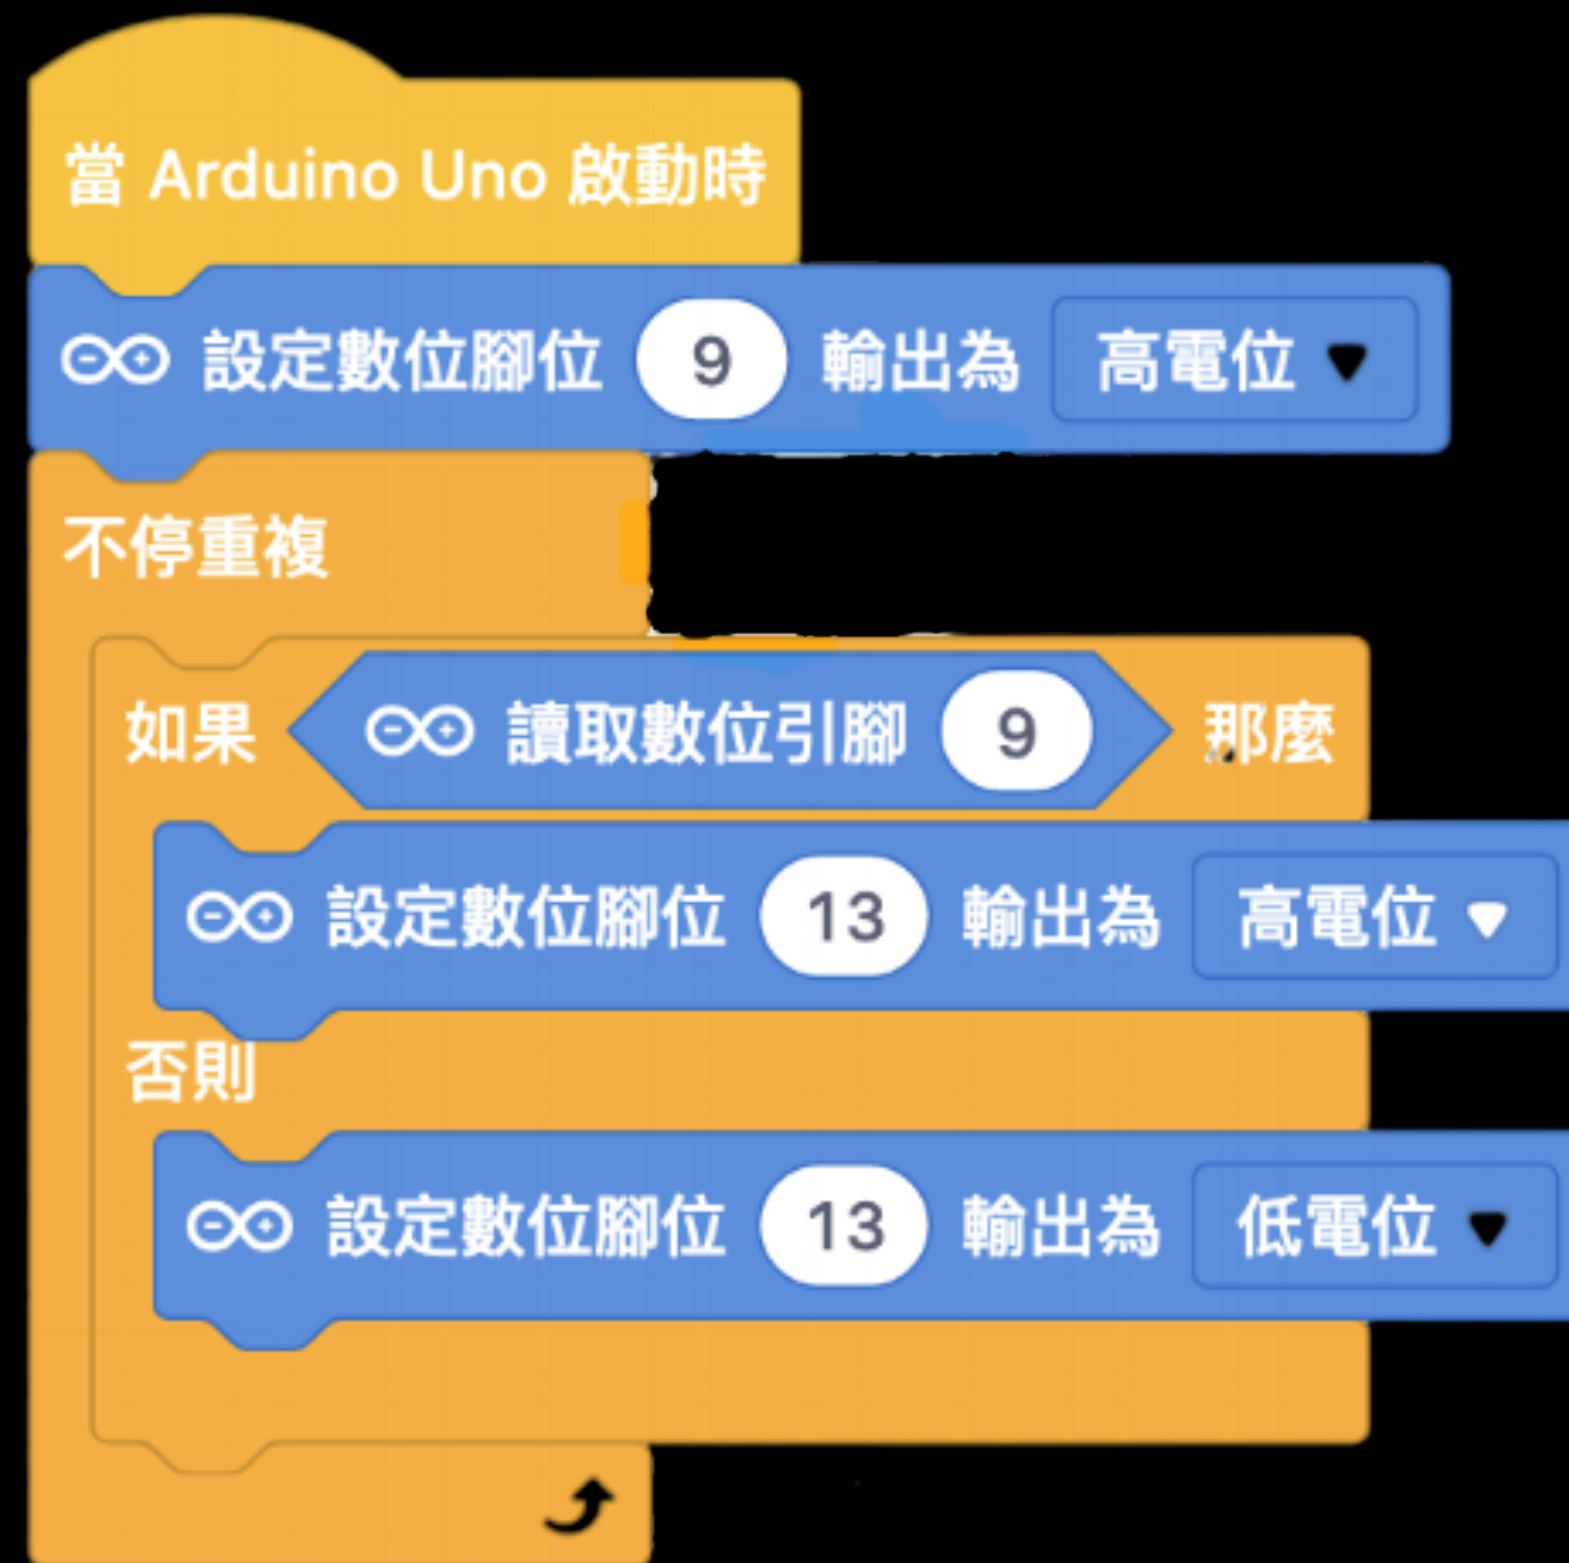 當 Arduino Uno 啟動時
設定數位腳位 9 輸出為 高電位
不停重複
如果 讀取數位引腳 9 那麼
設定數位腳位 13 輸出為 高電位
否則
設定數位腳位 13 輸出為 低電位